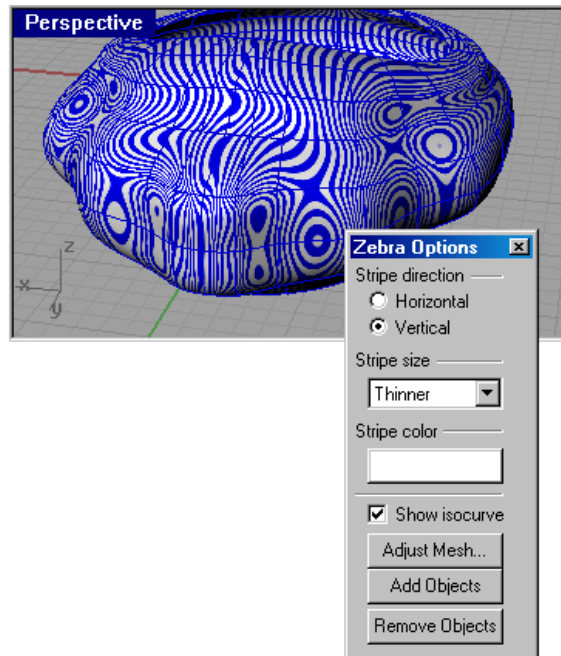 Perspective
z
x
y
Zebra Options
Stripe direction
Horizontal
Vertical
Stripe size
Thinner
Stripe color
Show isocurve
Adjust Mesh...
Add Objects
Remove Objects